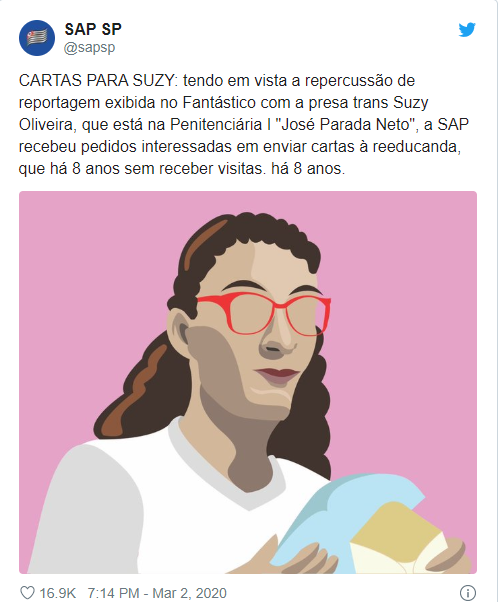 SAP SP
@sapsp
CARTAS PARA SUZY: tendo em vista a repercussão de
reportagem exibida no Fantástico com a presa trans Suzy
Oliveira, que está na Penitenciária I "José Parada Neto", a SAP
recebeu pedidos interessadas em enviar cartas à reeducanda,
que há 8 anos sem receber visitas. há 8 anos.
16.9K 7:14 PM - Mar 2, 2020